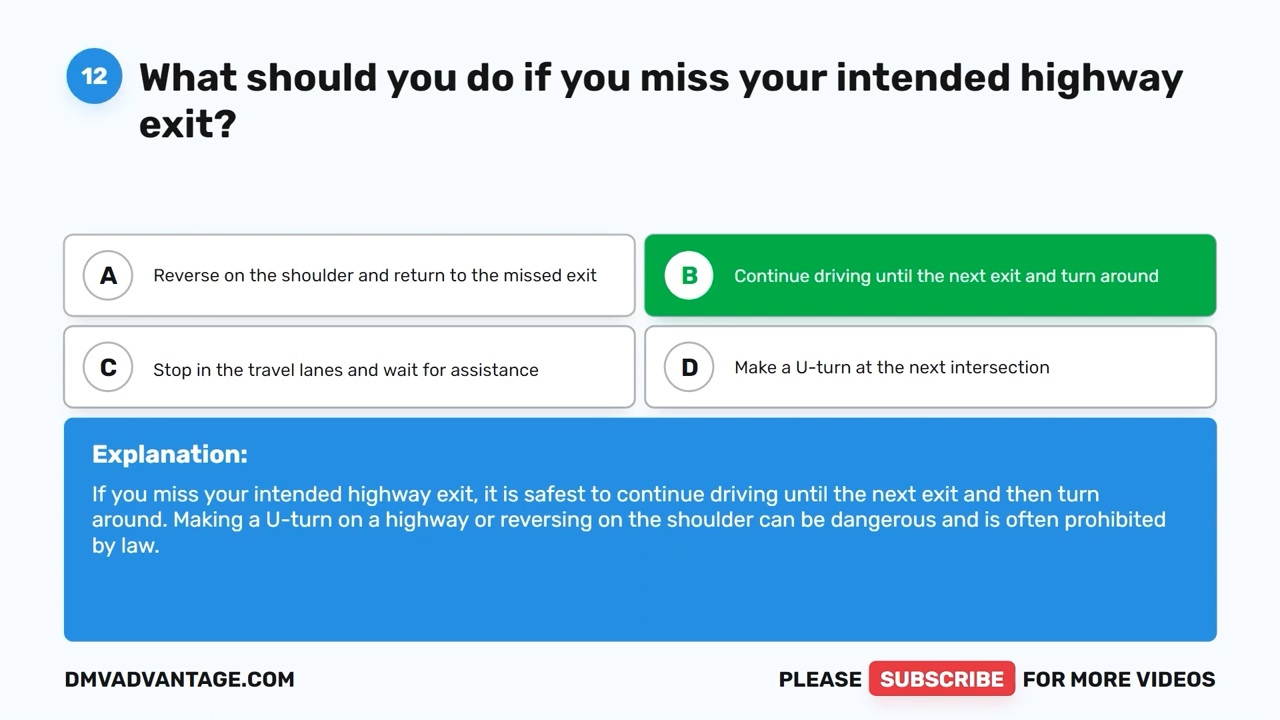 12
What should you do if you miss your intended highway
exit?
A
Reverse on the shoulder and return to the missed exit
B
Continue driving until the next exit and turn around
C
Stop in the travel lanes and wait for assistance
D
Make a U-turn at the next intersection
Explanation:
If you miss your intended highway exit, it is safest to continue driving until the next exit and then turn
around. Making a U-turn on a highway or reversing on the shoulder can be dangerous and is often prohibited
by law.
DMVADVANTAGE.COM
PLEASE SUBSCRIBE FOR MORE VIDEOS